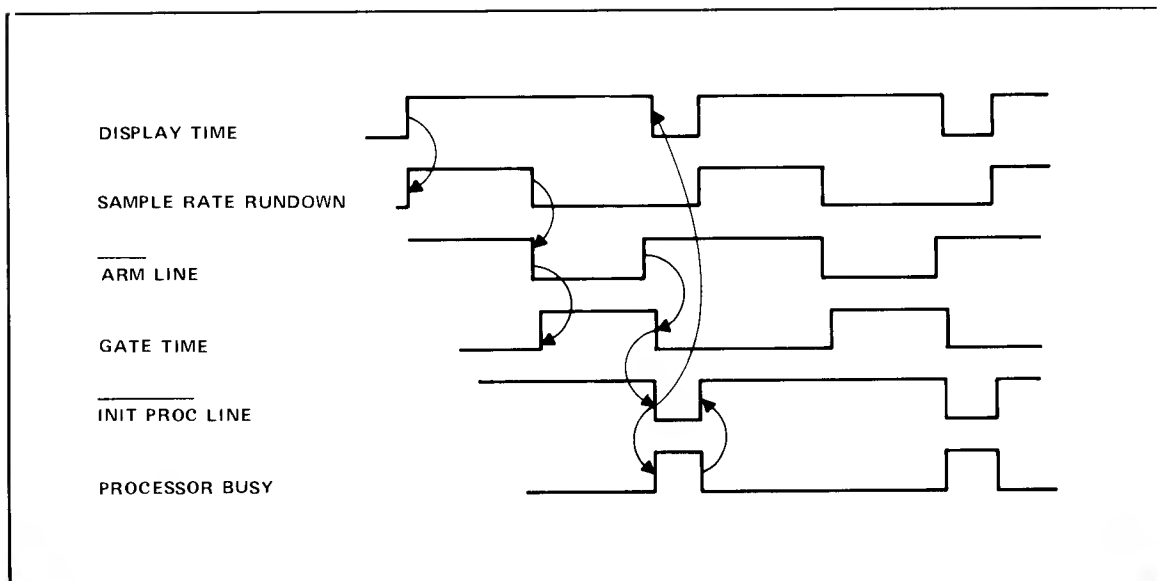 DISPLAY TIME
SAMPLE RATE RUNDOWN
ARM LINE
GATE TIME
INIT PROC LINE
PROCESSOR BUSY